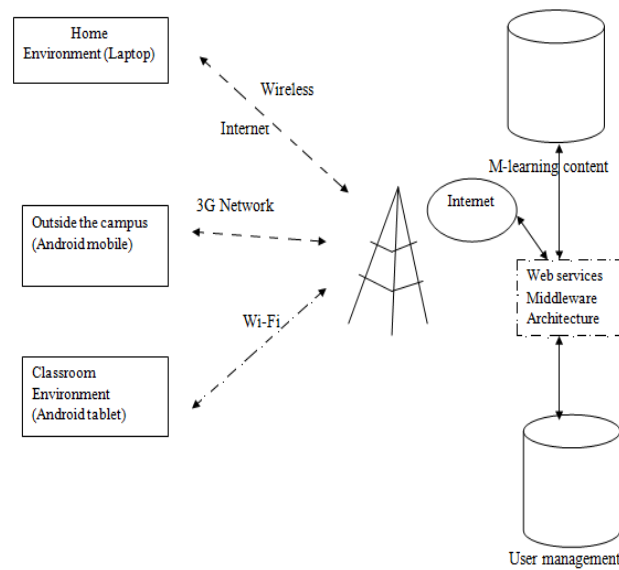 Home
Environment (Laptop)
Wireless
Internet
M-learning content
3G Network
Internet
Outside the campus
(Android mobile)
Web services
Middleware
Architecture
Wi-Fi
Classroom
Environment
(Android tablet)
User management